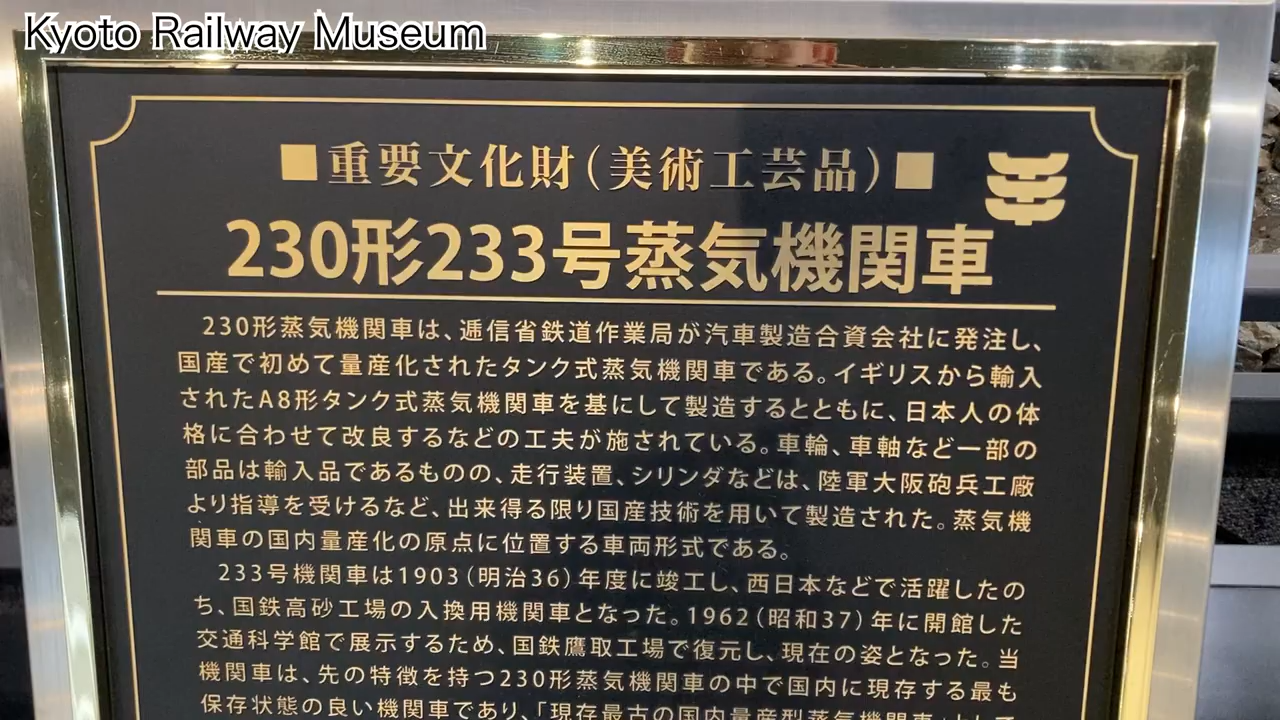 Kyoto Railway Museum
■重要文化財(美術工芸品)■
230形233号蒸気機関車
230形蒸気機関車は、逓信省鉄道作業局が汽車製造合資会社に発注し、
国産で初めて量産化されたタンク式蒸気機関車である。イギリスから輸入
されたA8形タンク式蒸気機関車を基にして製造するとともに、日本人の体
格に合わせて改良するなどの工夫が施されている。車輪、車軸など一部の
部品は輸入品であるものの、走行装置、シリンダなどは、陸軍大阪砲兵工廠
より指導を受けるなど、出来得る限り国産技術を用いて製造された。蒸気機
関車の国内量産化の原点に位置する車両形式である。
233号機関車は1903(明治36)年度に竣工し、西日本などで活躍したの
ち、国鉄高砂工場の入換用機関車となった。1962(昭和37)年に開館した
交通科学館で展示するため、国鉄鷹取工場で復元し、現在の姿となった。当
機関車は、先の特徴を持つ230形蒸気機関車の中で国内に現存する最も
保存状態の良い機関車であり、「現存最古の国内量産型蒸気機関車」として